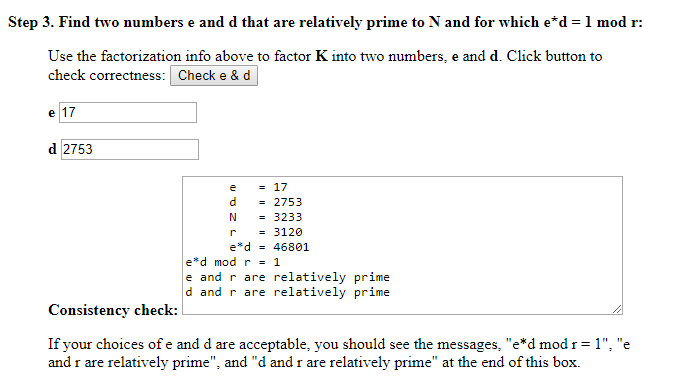 Step 3. Find two numbers e and d that are relatively prime to N and for which e*d = 1 mod r:
Use the factorization info above to factor K into two numbers, e and d. Click button to
check correctness: Check e & d
e 17
d 2753
e = 17
d = 2753
N = 3233
r = 3120
e*d = 46801
e*d mod r = 1
e and r are relatively prime
d and r are relatively prime
Consistency check:
If your choices of e and d are acceptable, you should see the messages, "e*d mod r = 1", "e
and r are relatively prime", and "d and r are relatively prime" at the end of this box.